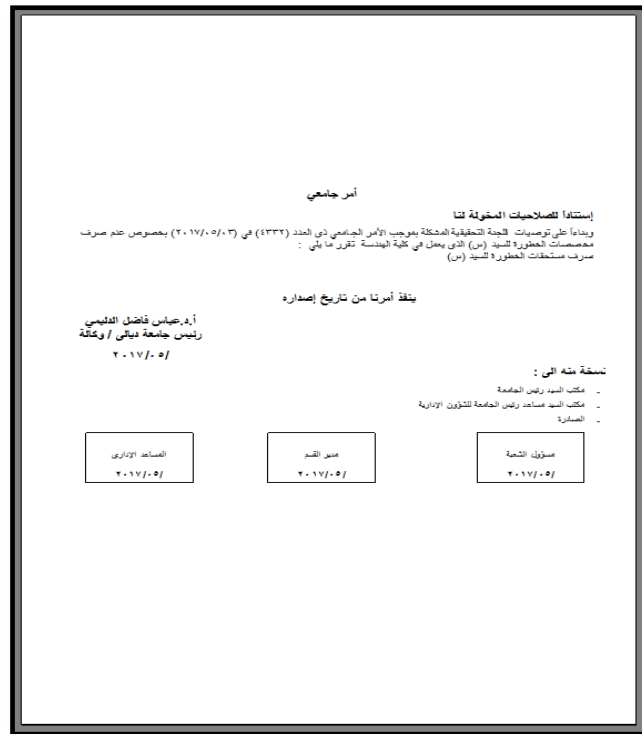 أمر جامعي
إستناداً للصلاحيات المخولة لنا
وبناءاً على توصيات اللجنة التحقيقية المشكلة بموجب الأمر الجامعي ذي العدد (٤٣٣٢) في (٢٠١٧/٠٥/٠٣) بخصوص عدم صرف
مخصصات الخطورة للسيد (س) الذي يعمل في كلية الهندسة تقرر ما يلي :
صرف مستحقات الخطورة للسيد (س)
ينفذ أمرنا من تاريخ إصداره
أ.د.عباس فاضل الدليمي
رئيس جامعة ديالى / وكالة
/٢٠١٧/٠٥
نسخة منه الى :
- مكتب السيد رئيس الجامعة
- مكتب السيد مساعد رئيس الجامعة للشؤون الإدارية
- الصادرة
مسؤول الشعبة
/٢٠١٧/٠٥
مدير القسم
/٢٠١٧/٠٥
المساعد الإداري
/٢٠١٧/٠٥